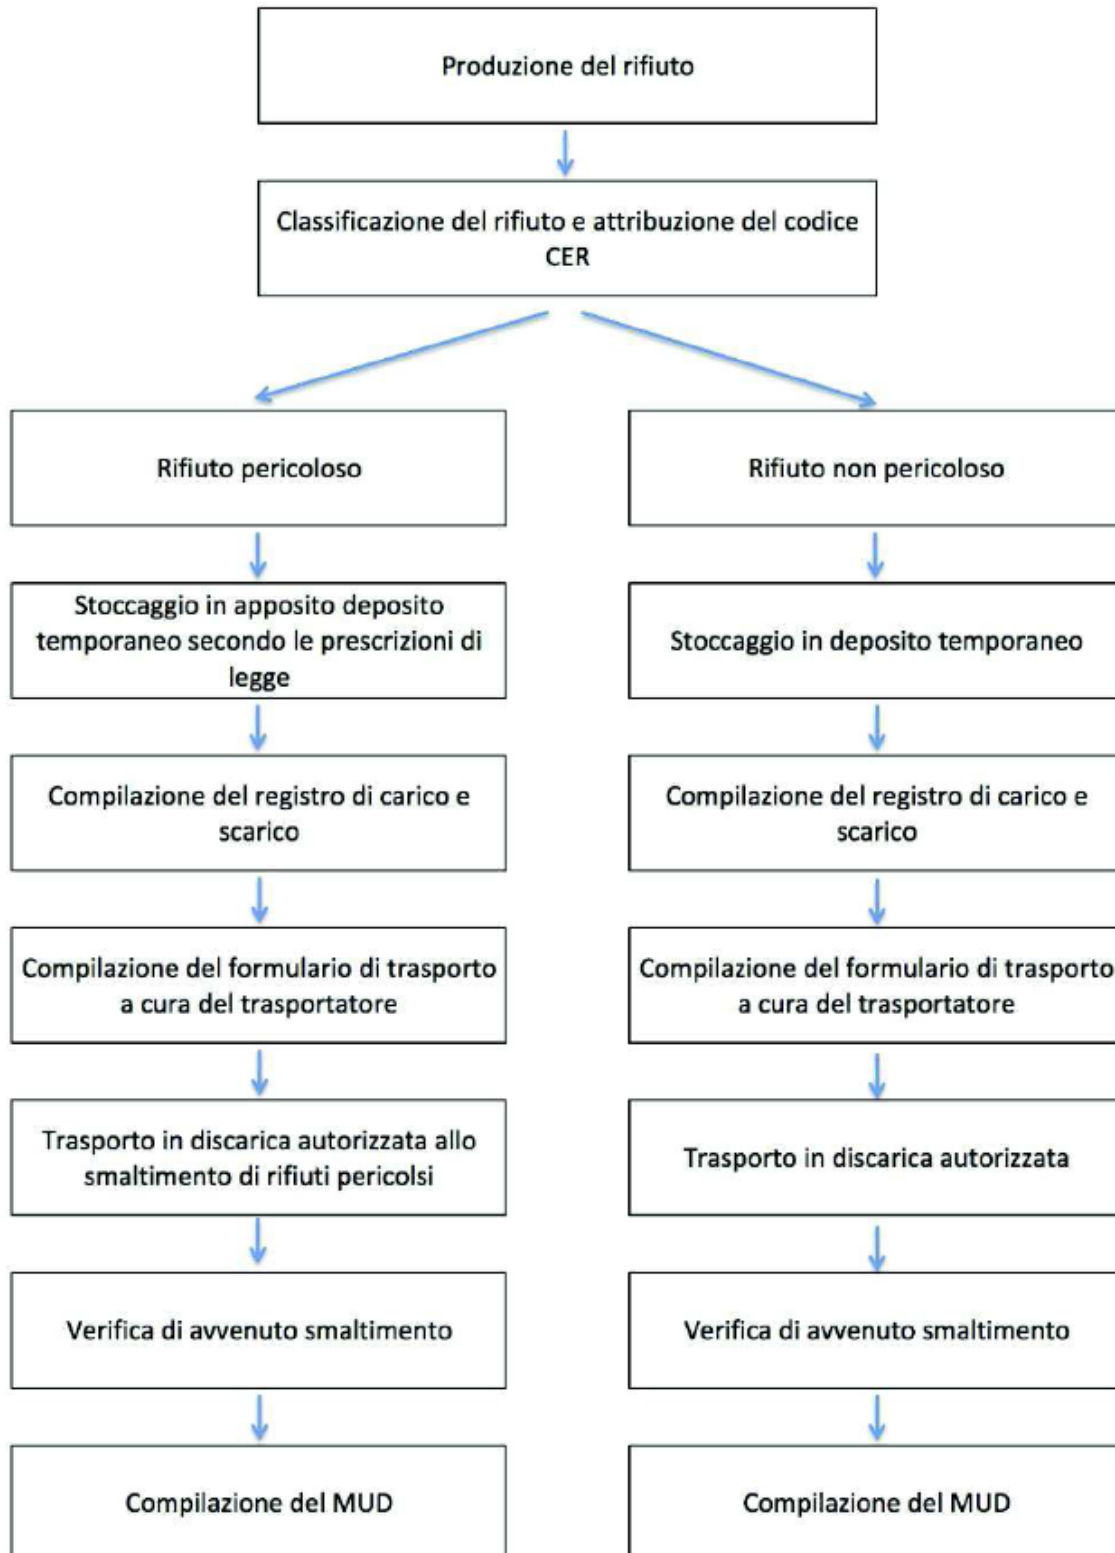 Produzione del rifiuto
Classificazione del rifiuto e attribuzione del codice
CER
Rifiuto pericoloso
Stoccaggio in apposito deposito
temporaneo secondo le prescrizioni di
legge
Compilazione del registro di carico e
scarico
Compilazione del formulario di trasporto
a cura del trasportatore
Trasporto in discarica autorizzata allo
smaltimento di rifiuti pericolsi
Verifica di avvenuto smaltimento
Compilazione del MUD
Rifiuto non pericoloso
Stoccaggio in deposito temporaneo
Compilazione del registro di carico e
scarico
Compilazione del formulario di trasporto
a cura del trasportatore
Trasporto in discarica autorizzata
Verifica di avvenuto smaltimento
Compilazione del MUD